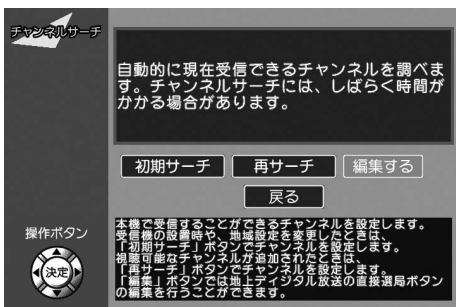 チャンネルサーチ
自動的に現在受信できるチャンネルを調べま
す。チャンネルサーチには、しばらく時間が
かかる場合があります。
初期サーチ 再サーチ 編集する
戻る
操作ボタン
決定
本機で受信することができるチャンネルを設定します。
受信機の設置時や、地域設定を変更したときは、
「初期サーチ」ボタンでチャンネルを設定します。
視聴可能なチャンネルが追加されたときは、
「再サーチ」ボタンでチャンネルを設定します。
「編集」ボタンでは地上ディジタル放送の直接選局ボタン
の編集を行うことができます。